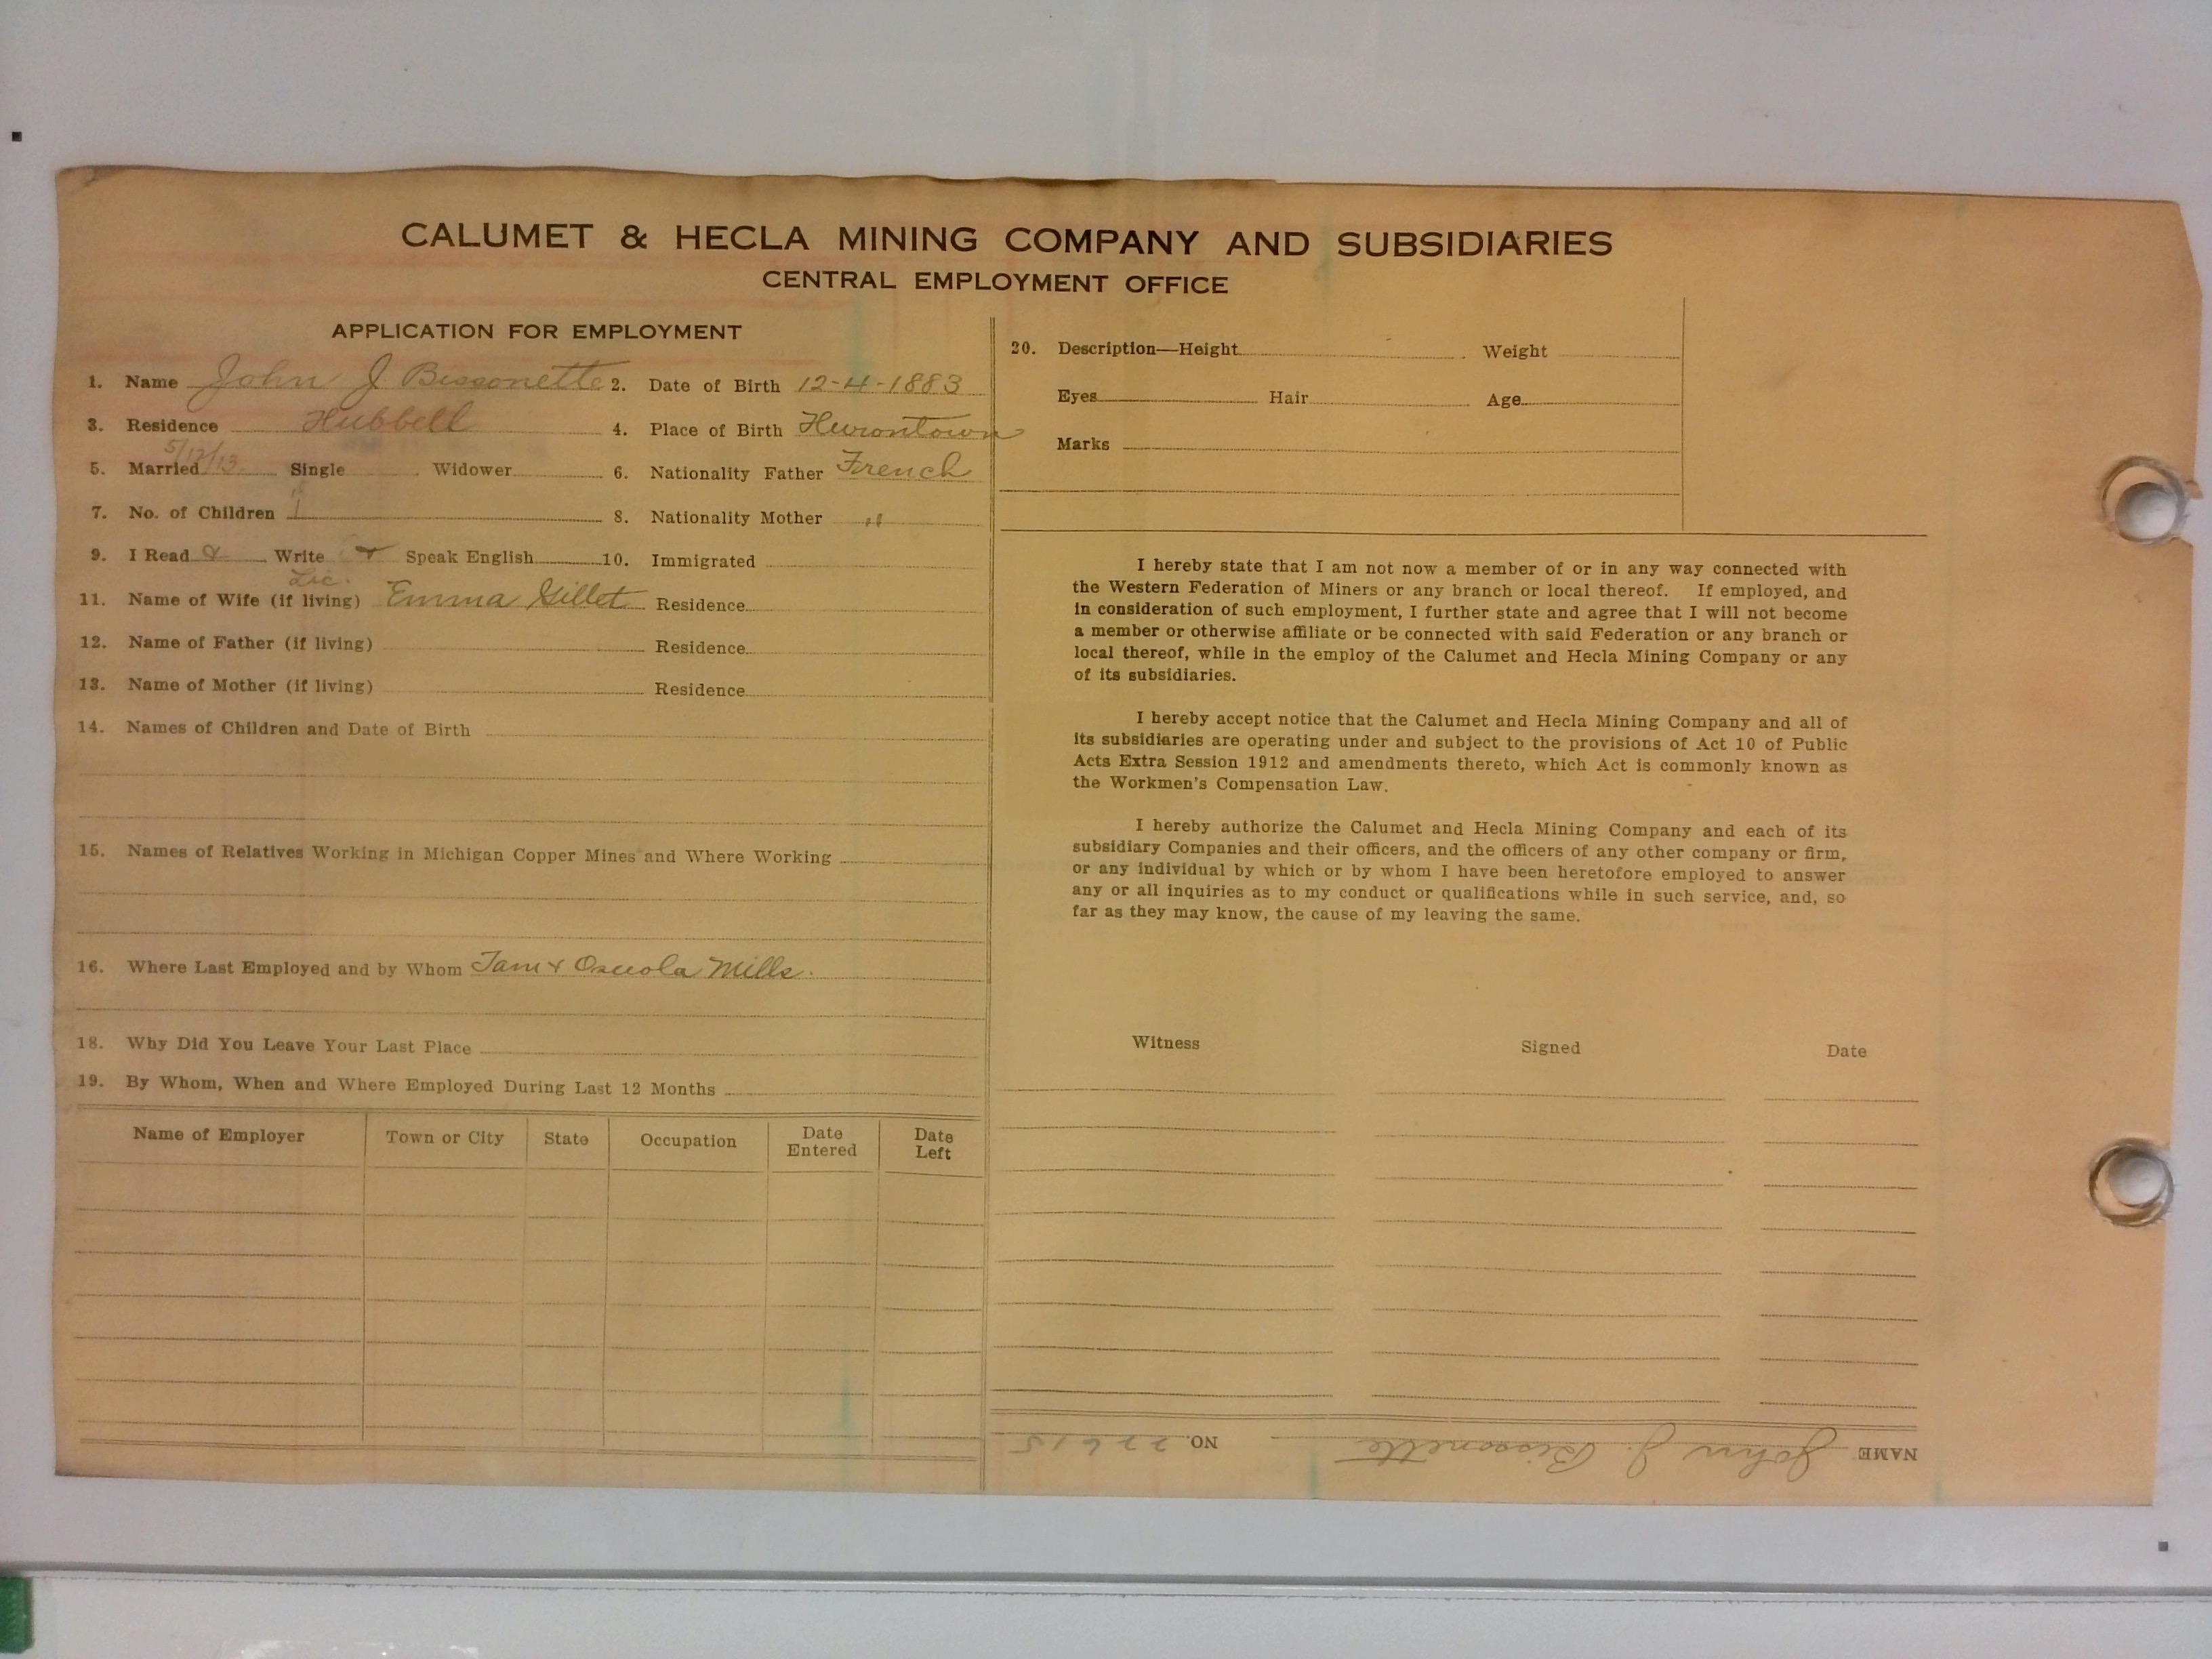 CALUMET & HECLA MINING COMPANY AND SUBSIDIARIES
CENTRAL EMPLOYMENT OFFICE
APPLICATION FOR EMPLOYMENT
1. Name John J. Bissonette 2. Date of Birth 12-4-1883
3. Residence Hubbell 4. Place of Birth Hurontown
5. Married 5/12/13 Single Widower 6. Nationality Father French
7. No. of Children 1 8. Nationality Mother "
9. I Read & Write & Speak English 10. Immigrated
Lic.
11. Name of Wife (if living) Emma Gillet Residence
12. Name of Father (if living) Residence
13. Name of Mother (if living) Residence
14. Names of Children and Date of Birth
15. Names of Relatives Working in Michigan Copper Mines and Where Working
16. Where Last Employed and by Whom Tam & Osceola Mills.
18. Why Did You Leave Your Last Place
19. By Whom, When and Where Employed During Last 12 Months
Name of Employer Town or City State Occupation Date Entered Date Left
20. Description—Height Weight
Eyes Hair Age
Marks
I hereby state that I am not now a member of or in any way connected with
the Western Federation of Miners or any branch or local thereof. If employed, and
in consideration of such employment, I further state and agree that I will not become
a member or otherwise affiliate or be connected with said Federation or any branch or
local thereof, while in the employ of the Calumet and Hecla Mining Company or any
of its subsidiaries.
I hereby accept notice that the Calumet and Hecla Mining Company and all of
its subsidiaries are operating under and subject to the provisions of Act 10 of Public
Acts Extra Session 1912 and amendments thereto, which Act is commonly known as
the Workmen's Compensation Law.
I hereby authorize the Calumet and Hecla Mining Company and each of its
subsidiary Companies and their officers, and the officers of any other company or firm,
or any individual by which or by whom I have been heretofore employed to answer
any or all inquiries as to my conduct or qualifications while in such service, and, so
far as they may know, the cause of my leaving the same.
Witness Signed Date
NAME John J. Bissonette NO. 22615